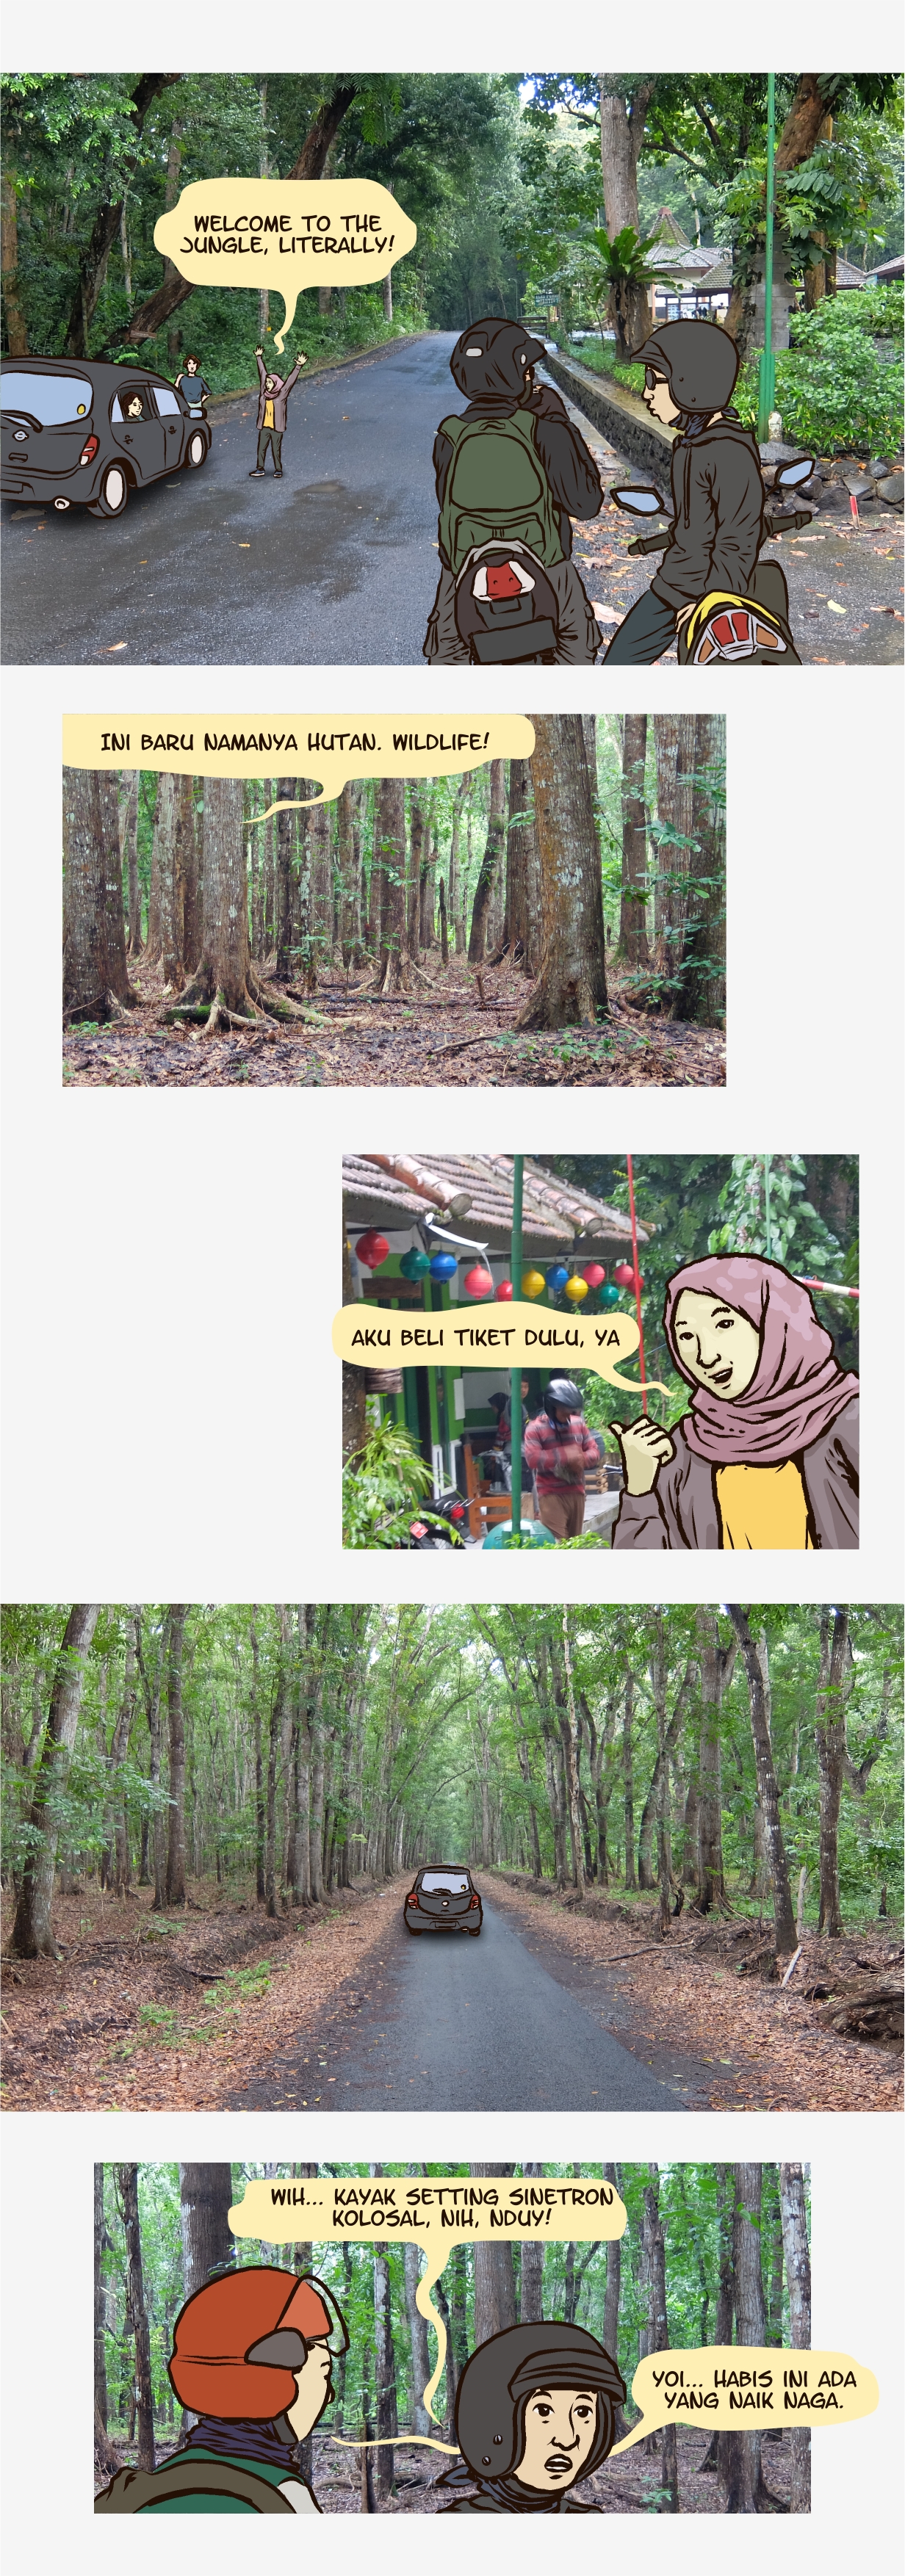 WELCOME TO THE
JUNGLE, LITERALLY!
INI BARU NAMANYA HUTAN. WILDLIFE!
AKU BELI TIKET DULU, YA
WIH... KAYAK SETTING SINETRON
KOLOSAL, NIH, NDUY!
YOI... HABIS INI ADA
YANG NAIK NAGA.